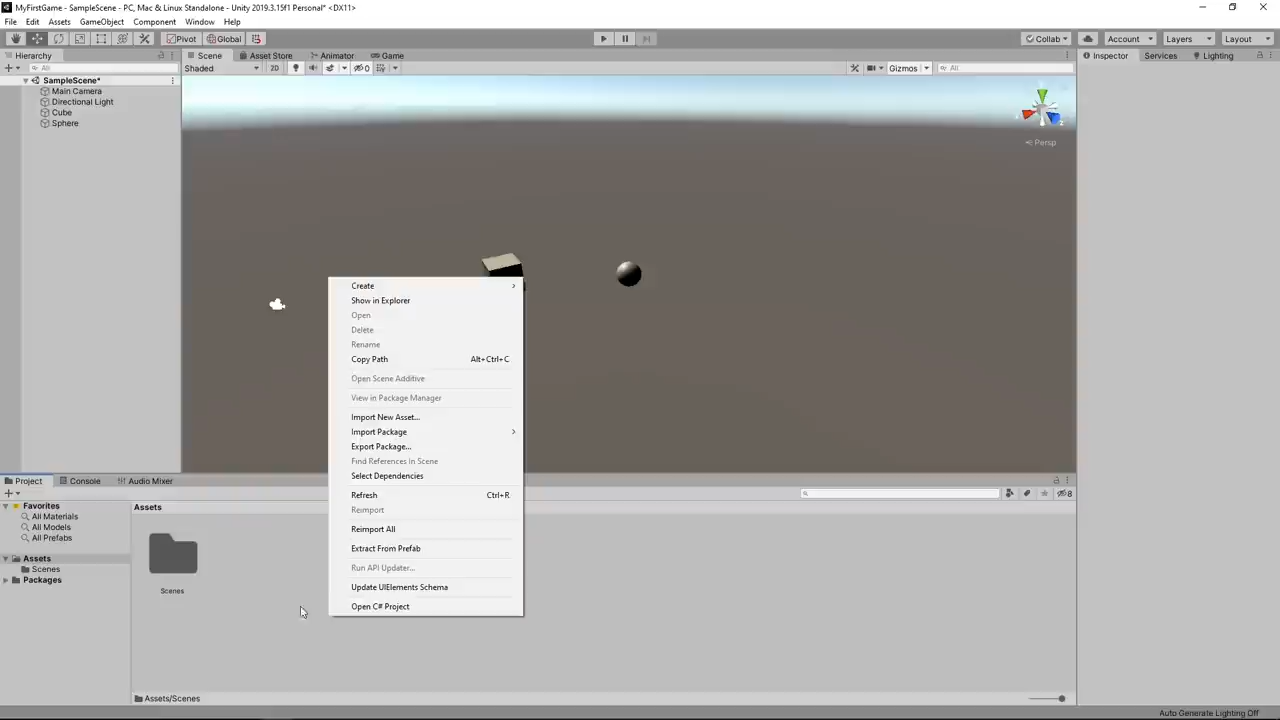 MyFirstGame - SampleScene - PC, Mac & Linux Standalone - Unity 2019.3.15f1 Personal* <DX11>
File Edit Assets GameObject Component Window Help
Pivot Global Collab Account Layers Layout
Hierarchy Scene Asset Store Animator Game Inspector Services Lighting
All Shaded 2D 0 Gizmos All
SampleScene*
Main Camera
Directional Light
Cube
Sphere
Persp
Create
Show in Explorer
Open
Delete
Rename
Copy Path Alt+Ctrl+C
Open Scene Additive
View in Package Manager
Import New Asset...
Import Package
Export Package...
Find References In Scene
Select Dependencies
Refresh Ctrl+R
Reimport
Reimport All
Extract From Prefab
Run API Updater...
Update UIElements Schema
Open C# Project
Project Console Audio Mixer
8
Favorites
All Materials
All Models
All Prefabs
Assets
Scenes
Packages
Assets
Scenes
Assets/Scenes
Auto Generate Lighting Off